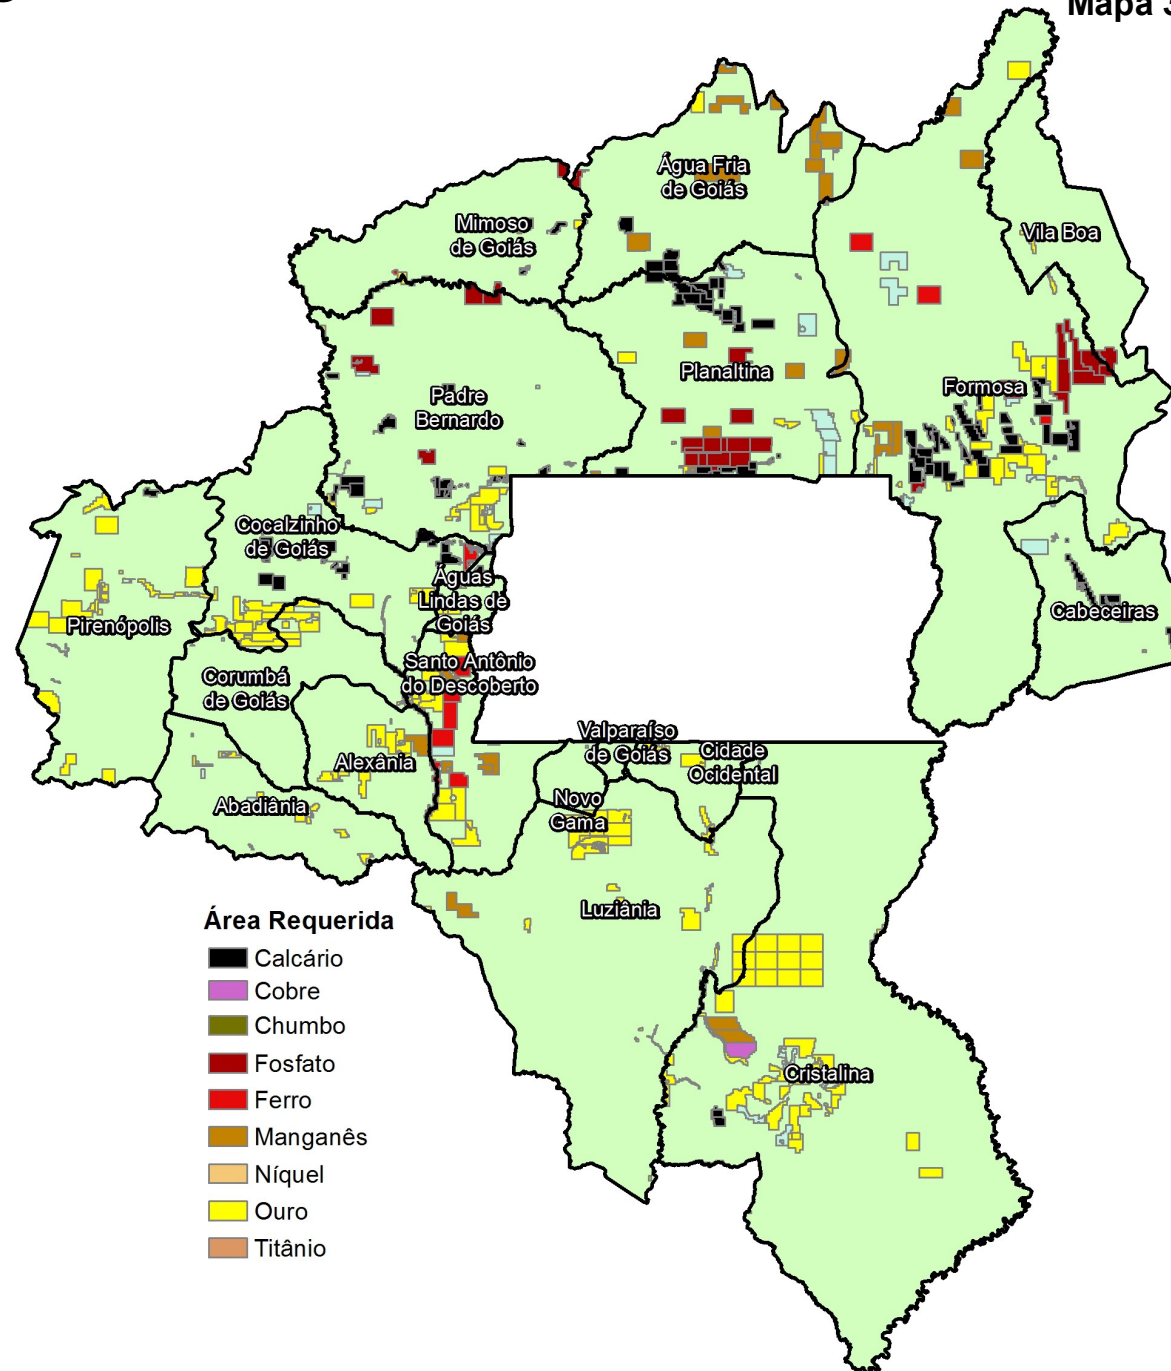 Mapa 3
Água Fria
de Goiás
Mimoso
de Goiás
Vila Boa
Planaltina
Formosa
Padre
Bernardo
Cocalzinho
de Goiás
Águas
Lindas de
Goiás
Cabeceiras
Pirenópolis
Santo Antônio
do Descoberto
Corumbá
de Goiás
Valparaíso
de Goiás
Cidade
Ocidental
Alexânia
Novo
Gama
Abadiânia
Luziânia
Cristalina
Área Requerida
Calcário
Cobre
Chumbo
Fosfato
Ferro
Manganês
Níquel
Ouro
Titânio